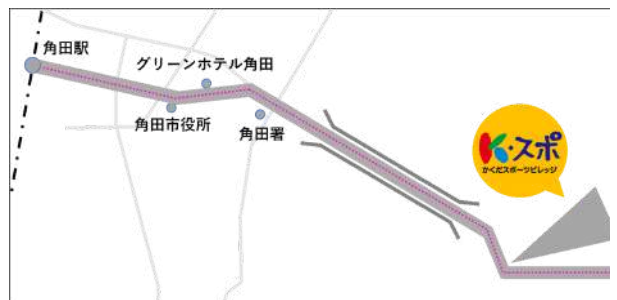 角田駅
グリーンホテル角田
角田市役所
角田署
K・スポ
かくだスポーツビレッジ